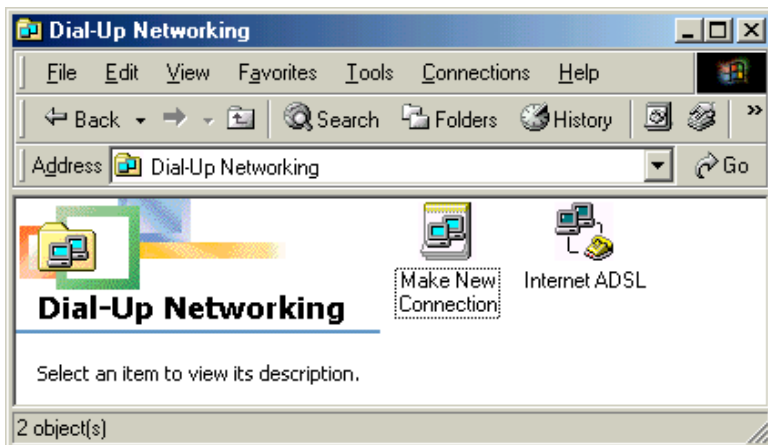 Dial-Up Networking
File Edit View Favorites Tools Connections Help
Back Search Folders History »
Address Dial-Up Networking Go
Make New Connection
Internet ADSL
Dial-Up Networking
Select an item to view its description.
2 object(s)